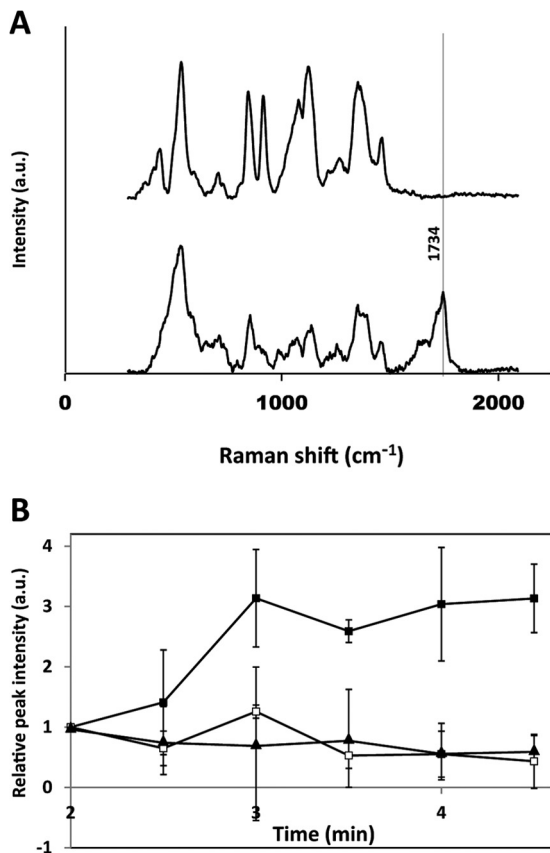 A
Intensity (a.u.)
1734
0 1000 2000
Raman shift (cm⁻¹)
B
Relative peak intensity (a.u.)
4
3
2
1
0
-1
2 3 4
Time (min)